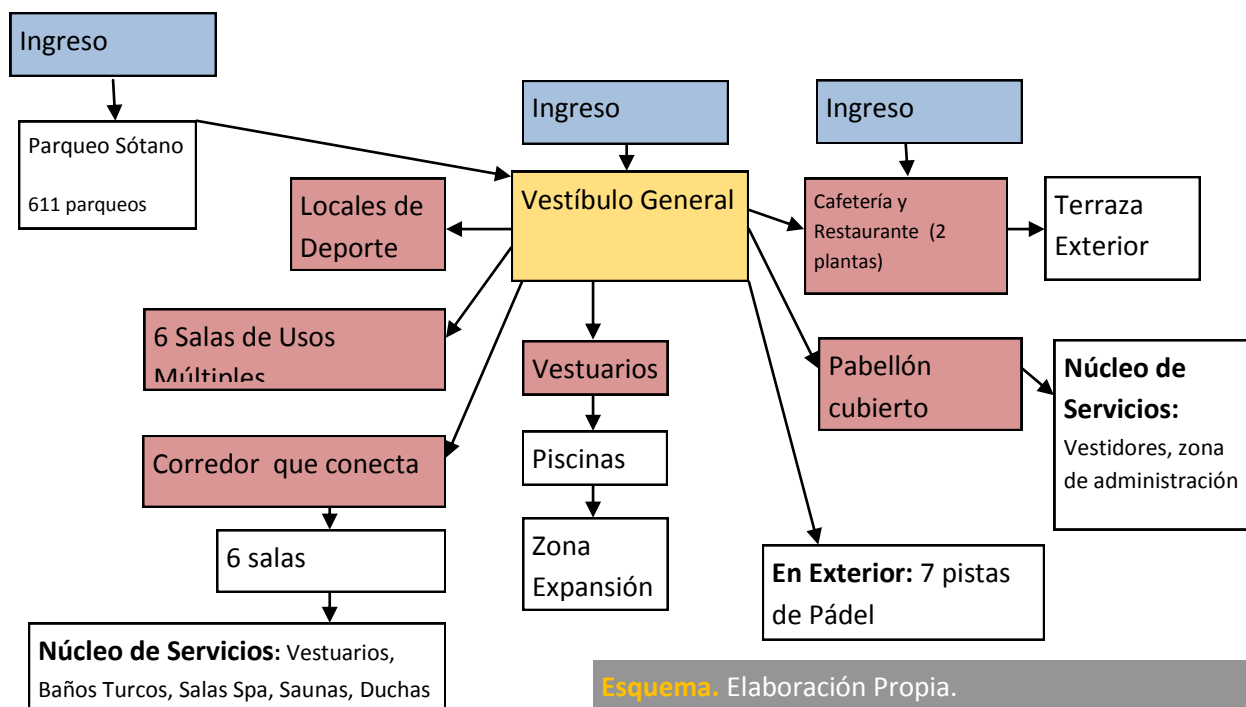 Ingreso
Parqueo Sótano
611 parqueos
Ingreso
Ingreso
Vestíbulo General
Locales de
Deporte
Cafetería y
Restaurante (2
plantas)
Terraza
Exterior
6 Salas de Usos
Múltiples
Vestuarios
Pabellón
cubierto
Núcleo de
Servicios:
Vestidores, zona
de administración
Corredor que conecta
Piscinas
6 salas
Zona
Expansión
En Exterior: 7 pistas
de Pádel
Núcleo de Servicios: Vestuarios,
Baños Turcos, Salas Spa, Saunas, Duchas
Esquema. Elaboración Propia.